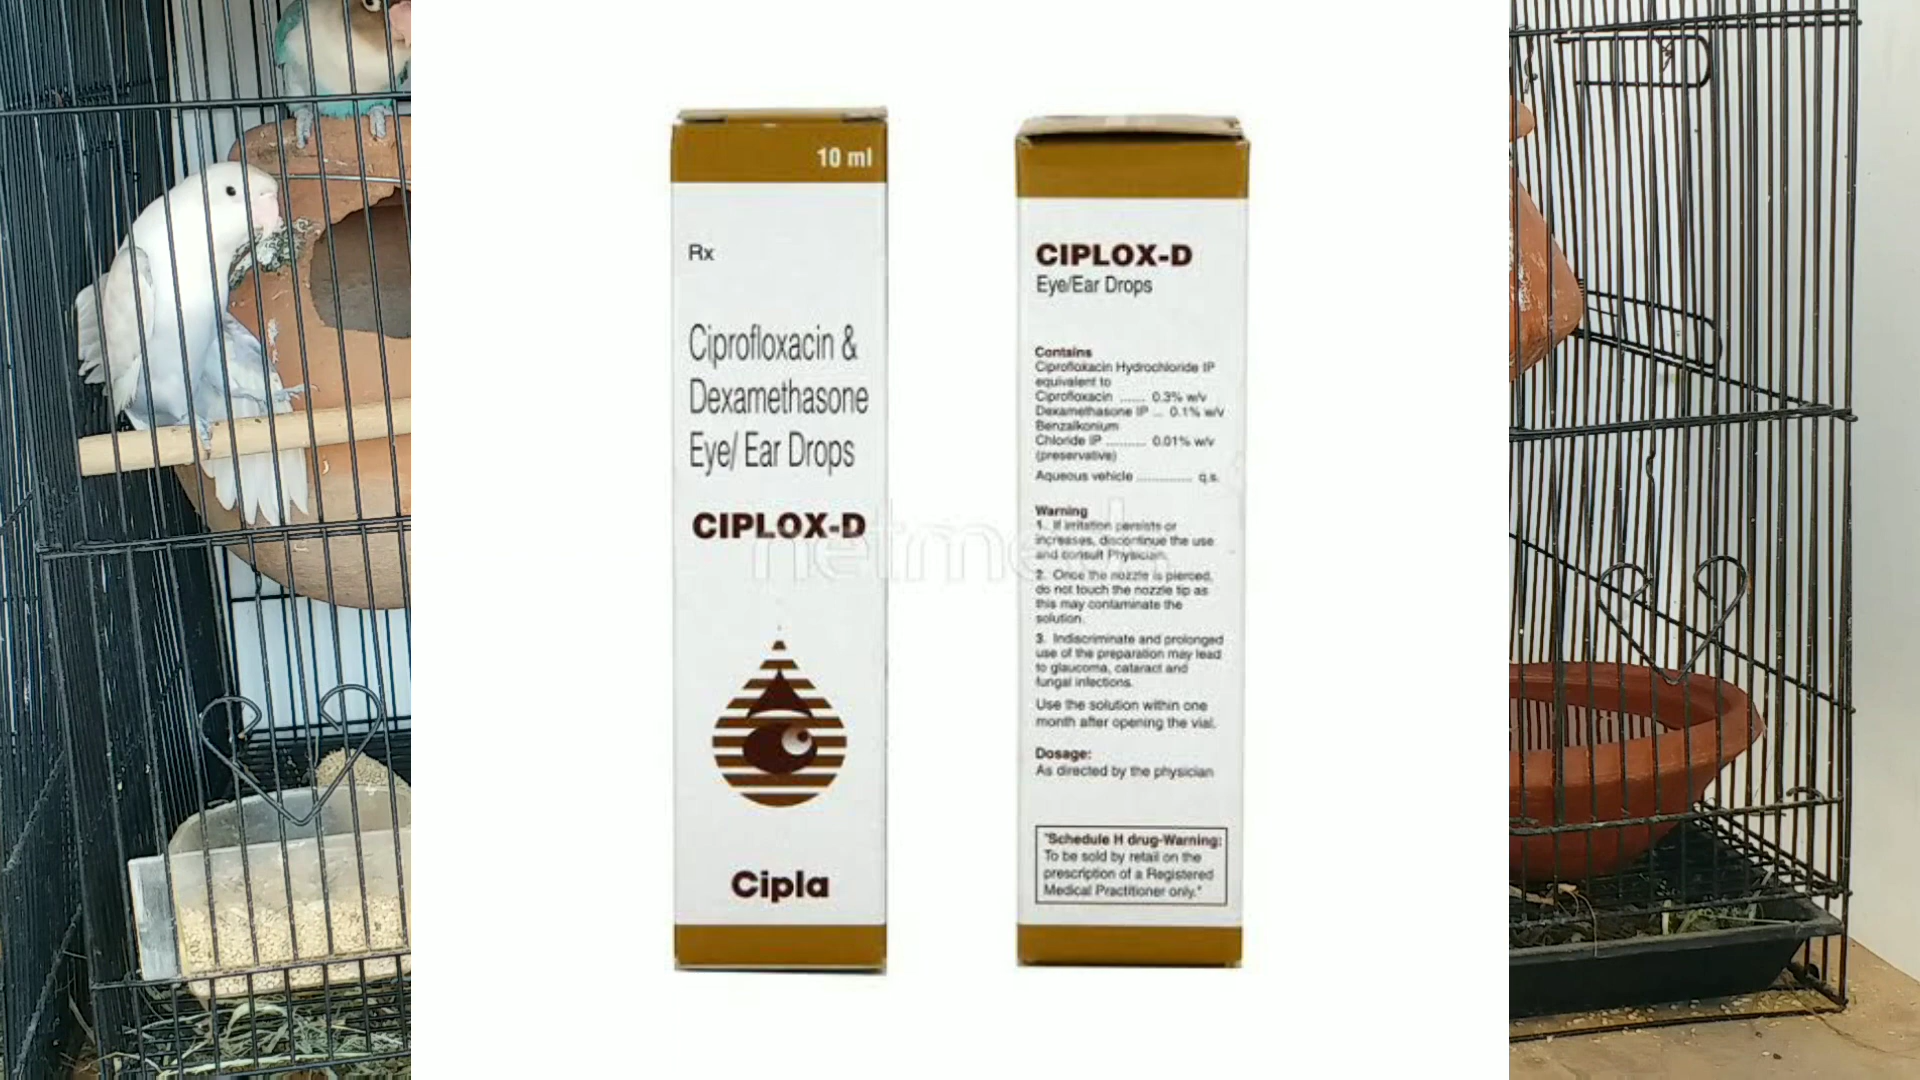 10 ml
Rx
Ciprofloxacin &
Dexamethasone
Eye/ Ear Drops
CIPLOX-D
Cipla
CIPLOX-D
Eye/Ear Drops
Contains
Ciprofloxacin Hydrochloride IP
equivalent to
Ciprofloxacin ...... 0.3% w/v
Dexamethasone IP ... 0.1% w/v
Benzalkonium
Chloride IP .......... 0.01% w/v
(preservative)
Aqueous vehicle .............. q.s.
Warning
1. If irritation persists or
increases, discontinue the use
and consult Physician.
2. Once the nozzle is pierced,
do not touch the nozzle tip as
this may contaminate the
solution.
3. Indiscriminate and prolonged
use of the preparation may lead
to glaucoma, cataract and
fungal infections.
Use the solution within one
month after opening the vial.
Dosage:
As directed by the physician
"Schedule H drug-Warning:
To be sold by retail on the
prescription of a Registered
Medical Practitioner only."